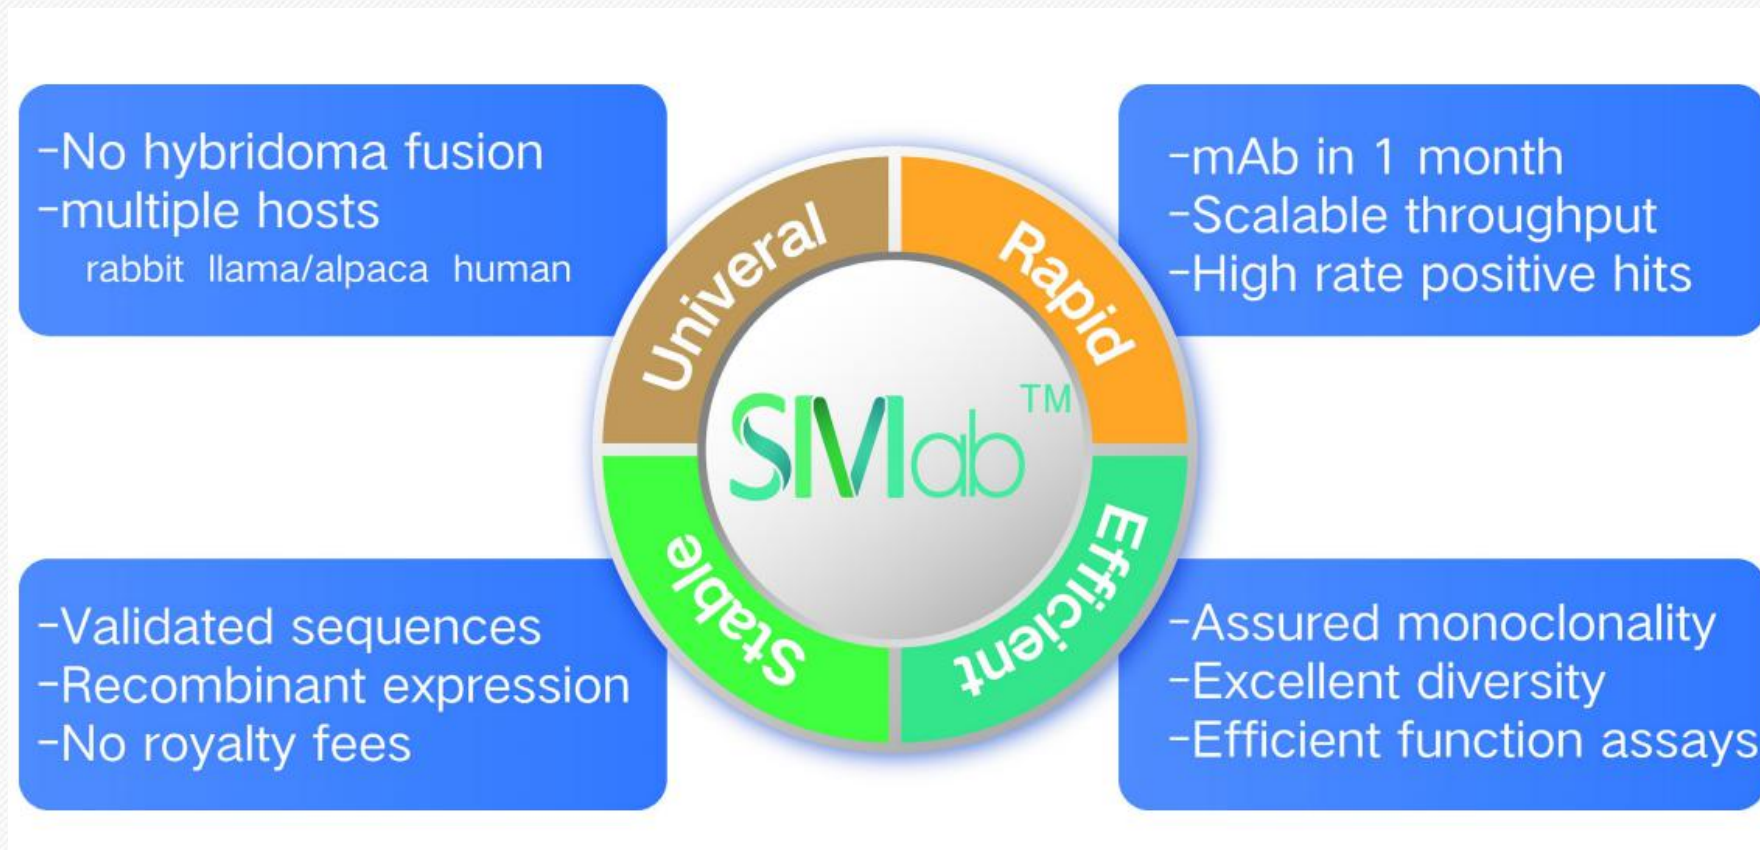 -No hybridoma fusion
-multiple hosts
rabbit llama/alpaca human
-mAb in 1 month
-Scalable throughput
-High rate positive hits
Univeral
Rapid
SIMab™
Stable
Efficient
-Validated sequences
-Recombinant expression
-No royalty fees
-Assured monoclonality
-Excellent diversity
-Efficient function assays